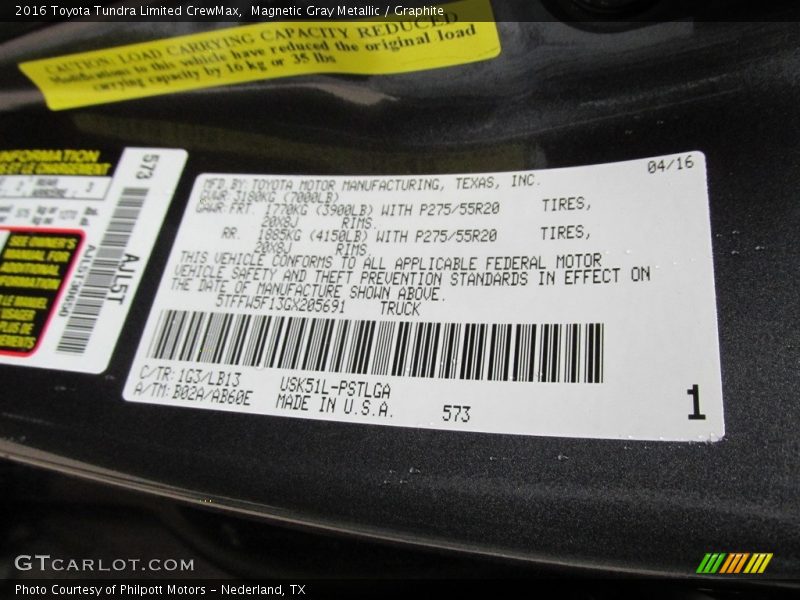 2016 Toyota Tundra Limited CrewMax, Magnetic Gray Metallic / Graphite
CAUTION: LOAD CARRYING CAPACITY REDUCED
Modifications to this vehicle have reduced the original load
carrying capacity by 16 kg or 35 lbs
INFORMATION
573
SEE OWNER'S
MANUAL FOR
ADDITIONAL
INFORMATION
AJL5T
04/16
MFD.BY:TOYOTA MOTOR MANUFACTURING, TEXAS, INC.
GVWR:3180KG (7000LB)
GAWR:FRT. 1770KG (3900LB) WITH P275/55R20 TIRES,
20X8J RIMS.
RR. 1885KG (4150LB) WITH P275/55R20 TIRES,
20X8J RIMS
THIS VEHICLE CONFORMS TO ALL APPLICABLE FEDERAL MOTOR
VEHICLE SAFETY AND THEFT PREVENTION STANDARDS IN EFFECT ON
THE DATE OF MANUFACTURE SHOWN ABOVE.
5TFFW5F13GX205691 TRUCK
C/TR:1G3/LB13 USK51L-PSTLGA
A/TM:B02A/AB60E MADE IN U.S.A. 573
1
GTCARLOT.COM
Photo Courtesy of Philpott Motors - Nederland, TX